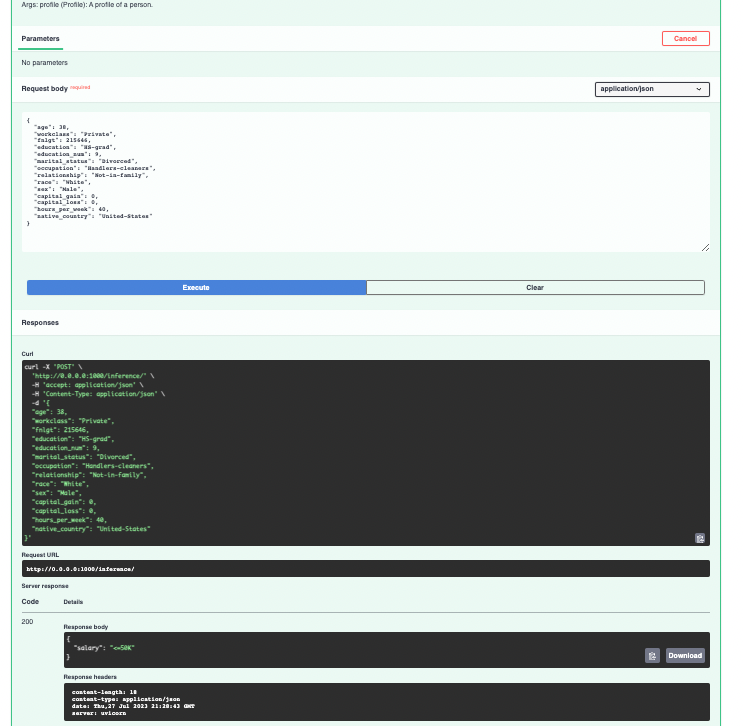 Args: profile (Profile): A profile of a person.
Parameters
Cancel
No parameters
Request body required
application/json
{
"age": 38,
"workclass": "Private",
"fnlgt": 215646,
"education": "HS-grad",
"education_num": 9,
"marital_status": "Divorced",
"occupation": "Handlers-cleaners",
"relationship": "Not-in-family",
"race": "White",
"sex": "Male",
"capital_gain": 0,
"capital_loss": 0,
"hours_per_week": 40,
"native_country": "United-States"
}
Execute
Clear
Responses
Curl
curl -X 'POST' \
'http://0.0.0.0:1000/inference/' \
-H 'accept: application/json' \
-H 'Content-Type: application/json' \
-d '{
"age": 38,
"workclass": "Private",
"fnlgt": 215646,
"education": "HS-grad",
"education_num": 9,
"marital_status": "Divorced",
"occupation": "Handlers-cleaners",
"relationship": "Not-in-family",
"race": "White",
"sex": "Male",
"capital_gain": 0,
"capital_loss": 0,
"hours_per_week": 40,
"native_country": "United-States"
}'
Request URL
http://0.0.0.0:1000/inference/
Server response
Code Details
200
Response body
{
"salary": "<=50K"
}
Download
Response headers
content-length: 18
content-type: application/json
date: Thu,27 Jul 2023 21:28:43 GMT
server: uvicorn